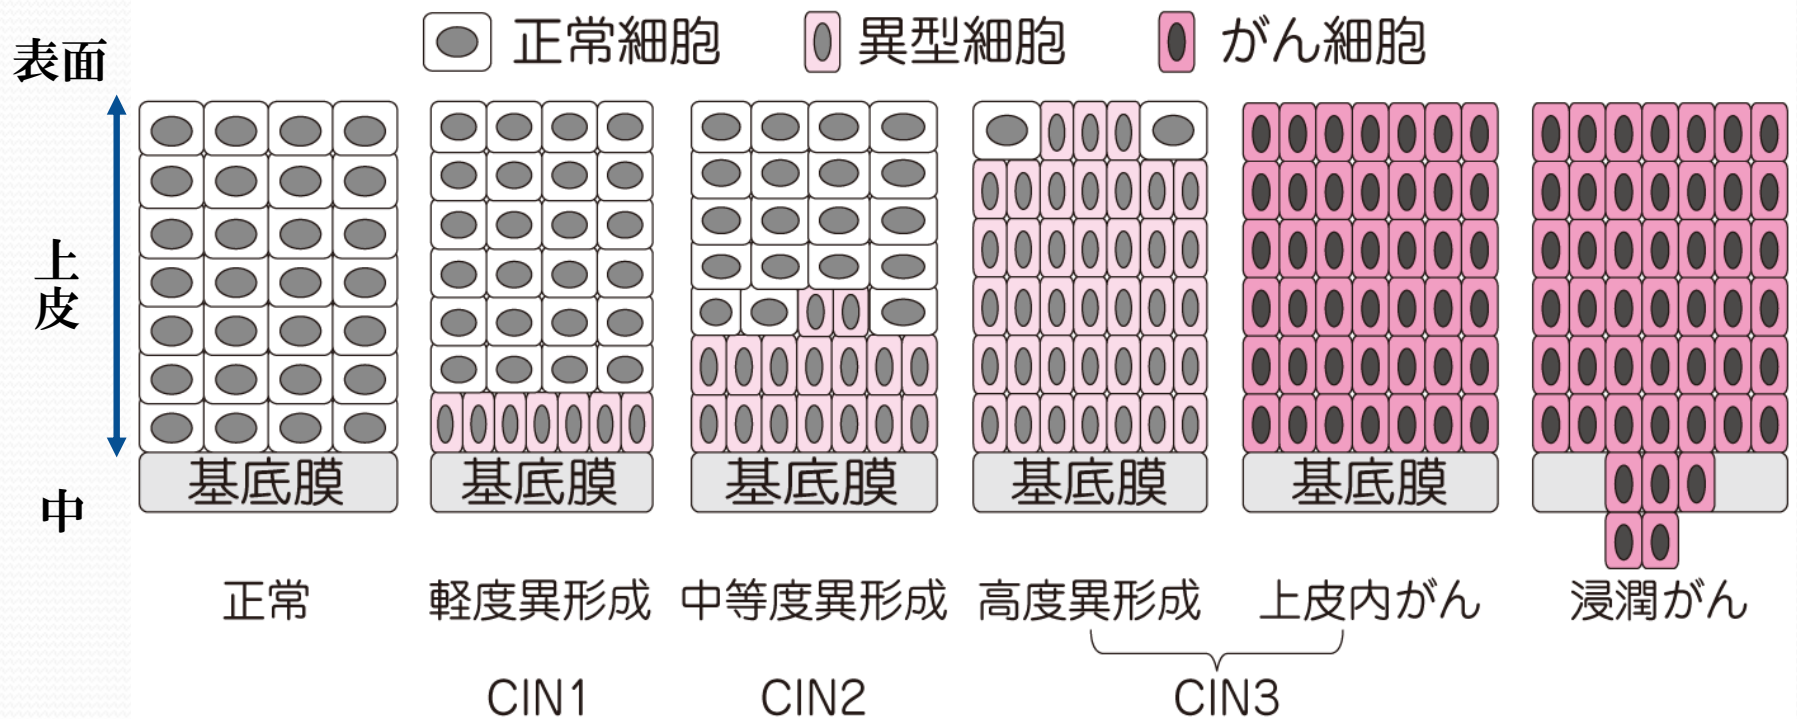 正常細胞 異型細胞 がん細胞
表面
上皮
中
基底膜 基底膜 基底膜 基底膜 基底膜
正常 軽度異形成 中等度異形成 高度異形成 上皮内がん 浸潤がん
CIN1 CIN2 CIN3